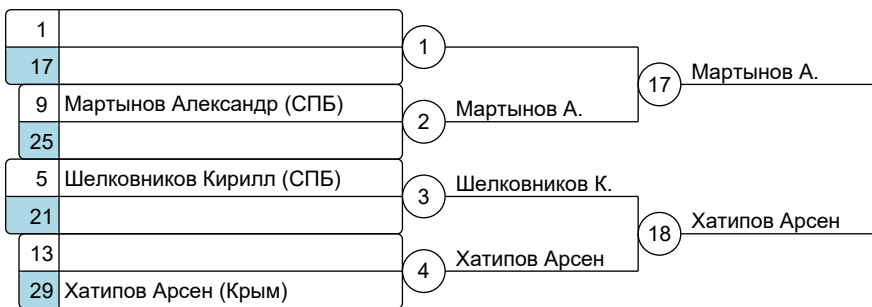 1
1
17
17
Мартынов А.
9 Мартынов Александр (СПБ)
2
Мартынов А.
25
5 Шелковников Кирилл (СПБ)
3
Шелковников К.
21
18
Хатипов Арсен
13
4
Хатипов Арсен
29 Хатипов Арсен (Крым)